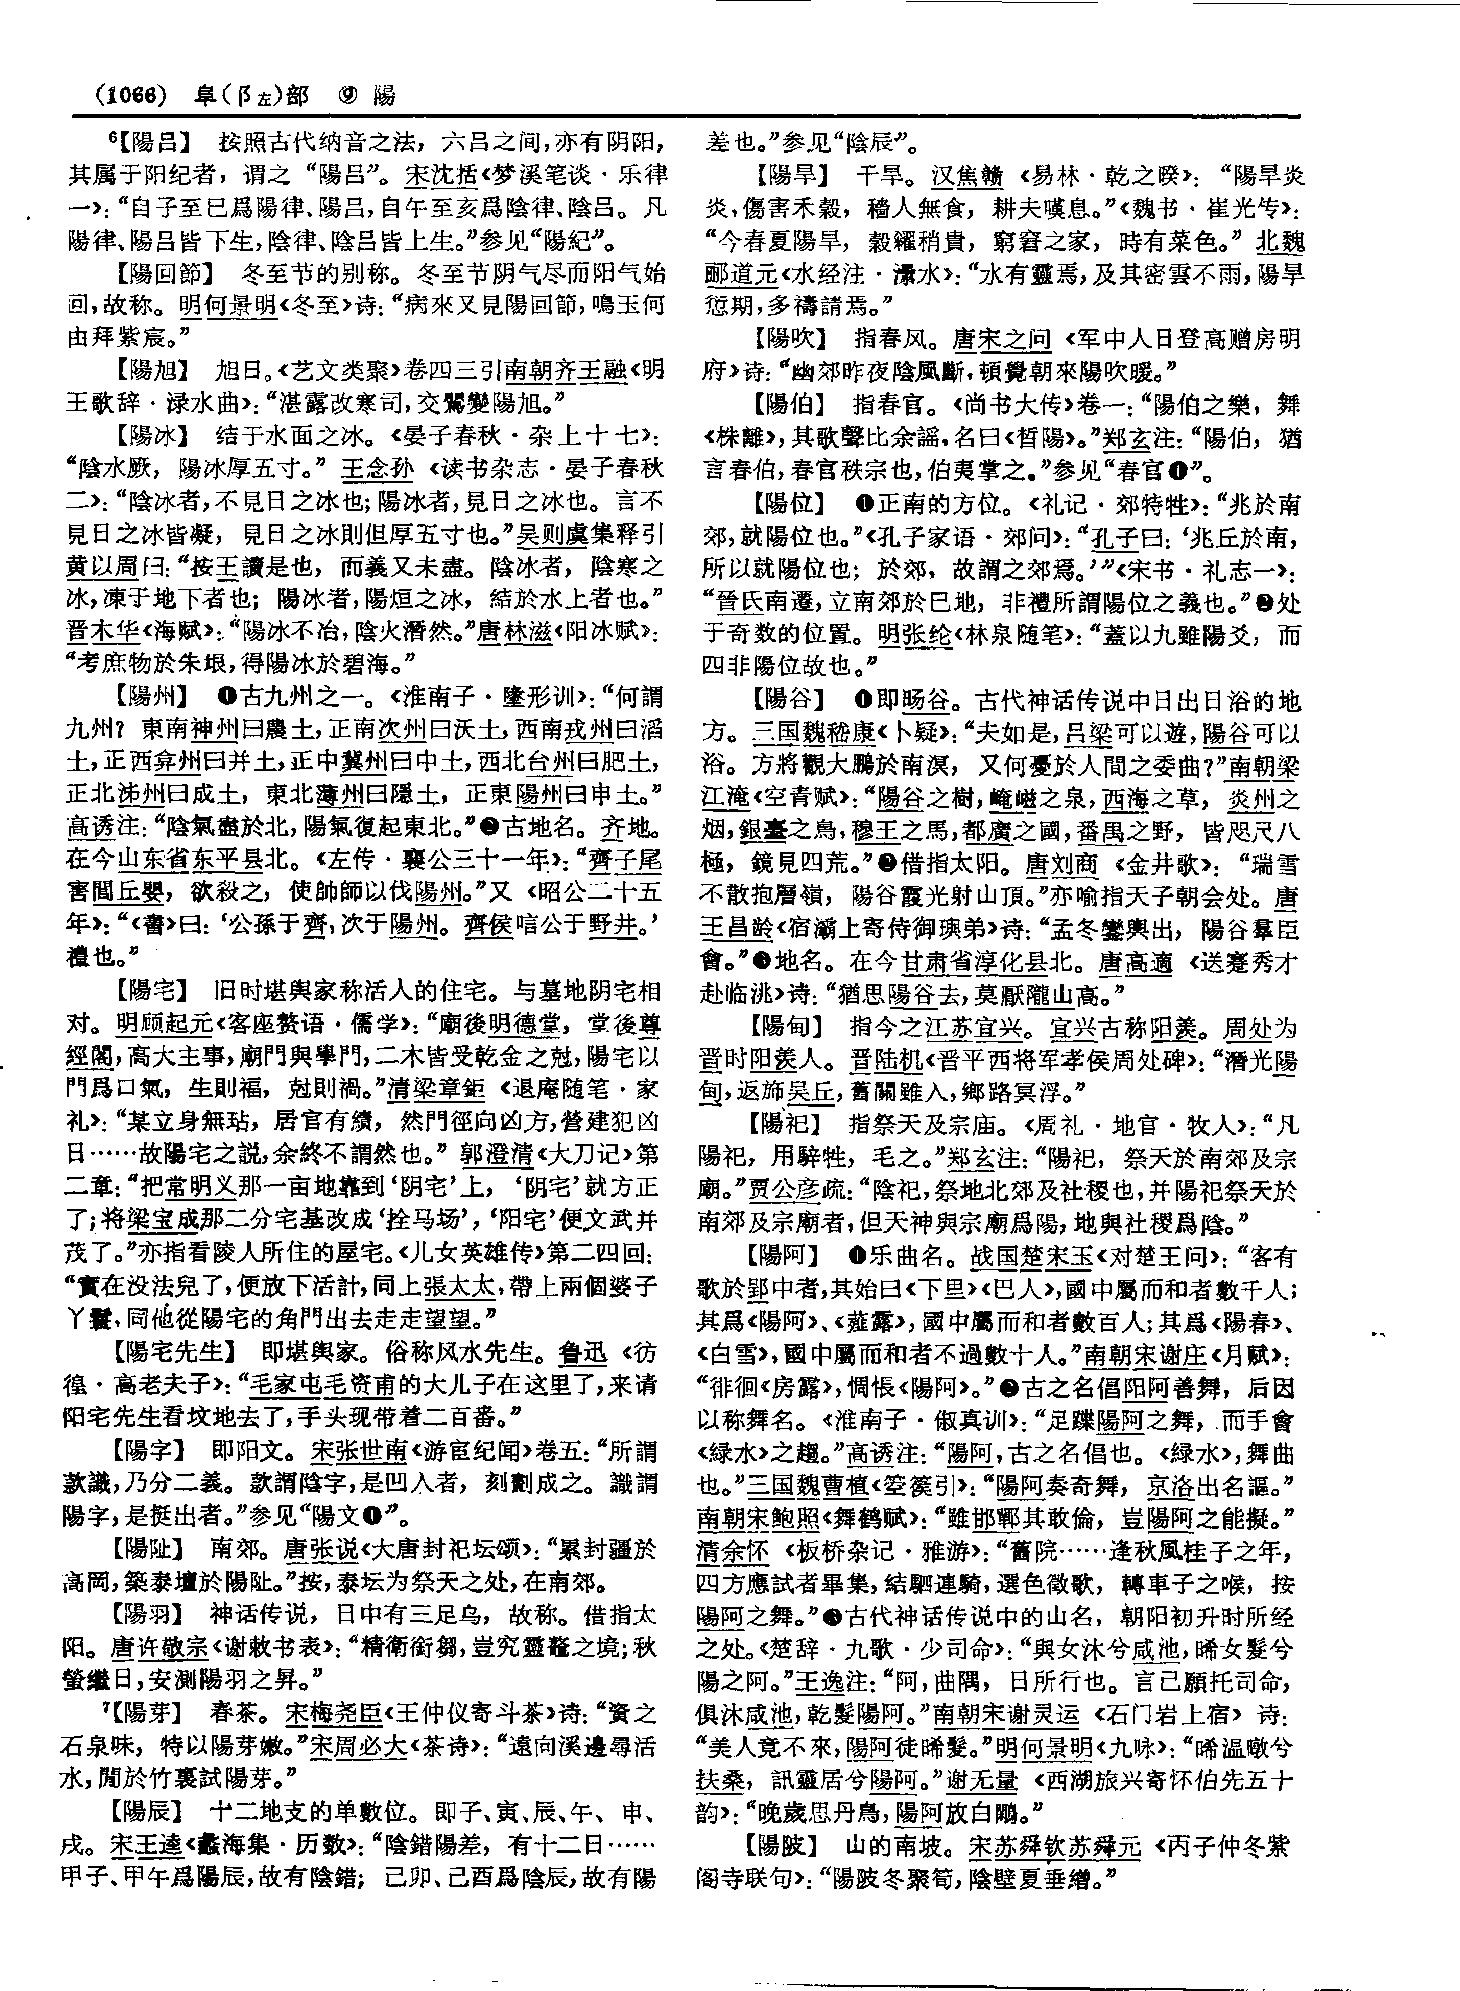 (1066) 阜(阝左)部 ⑨ 陽
⁶【陽吕】 按照古代纳音之法，六吕之间，亦有阴阳，
其属于阳纪者，谓之“陽吕”。宋沈括《梦溪笔谈·乐律
一》：“自子至巳爲陽律、陽吕，自午至亥爲陰律、陰吕。凡
陽律、陽吕皆下生，陰律、陰吕皆上生。”参见“陽紀”。
【陽回節】 冬至节的别称。冬至节阴气尽而阳气始
回，故称。明何景明《冬至》诗：“病來又見陽回節，鳴玉何
由拜紫宸。”
【陽旭】 旭日。《艺文类聚》卷四三引南朝齐王融《明
王歌辞·渌水曲》：“湛露改寒司，交鶯變陽旭。”
【陽冰】 结于水面之冰。《晏子春秋·杂上十七》：
“陰水厥，陽冰厚五寸。”王念孙《读书杂志·晏子春秋
二》：“陰冰者，不見日之冰也；陽冰者，見日之冰也。言不
見日之冰皆凝，見日之冰則但厚五寸也。”吴则虞集释引
黄以周曰：“按王讀是也，而義又未盡。陰冰者，陰寒之
冰，凍于地下者也；陽冰者，陽烜之冰，結於水上者也。”
晋木华《海赋》：“陽冰不冶，陰火潛然。”唐林滋《阳冰赋》：
“考庶物於朱垠，得陽冰於碧海。”
【陽州】 ❶古九州之一。《淮南子·墬形训》：“何謂
九州？東南神州曰農土，正南次州曰沃土，西南戎州曰滔
土，正西弇州曰并土，正中冀州曰中土，西北台州曰肥土，
正北泲州曰成土，東北薄州曰隱土，正東陽州曰申土。”
高诱注：“陰氣盡於北，陽氣復起東北。”❷古地名。齐地。
在今山东省东平县北。《左传·襄公三十一年》：“齊子尾
害閭丘嬰，欲殺之，使帥師以伐陽州。”又《昭公二十五
年》：“《書》曰：‘公孫于齊，次于陽州。齊侯唁公于野井。’
禮也。”
【陽宅】 旧时堪舆家称活人的住宅。与墓地阴宅相
对。明顾起元《客座赘语·儒学》：“廟後明德堂，堂後尊
經閣，高大主事，廟門與學門，二木皆受乾金之尅，陽宅以
門爲口氣，生則福，尅則禍。”清梁章鉅《退庵随笔·家
礼》：“某立身無玷，居官有績，然門徑向凶方，營建犯凶
日……故陽宅之説，余終不謂然也。”郭澄清《大刀记》第
二章：“把常明义那一亩地靠到‘阴宅’上，‘阴宅’就方正
了；将梁宝成那二分宅基改成‘拴马场’，‘阳宅’便文武并
茂了。”亦指看陵人所住的屋宅。《儿女英雄传》第二四回：
“實在没法兒了，便放下活計，同上張太太，帶上兩個婆子
丫鬟，同他從陽宅的角門出去走走望望。”
【陽宅先生】 即堪舆家。俗称风水先生。鲁迅《彷
徨·高老夫子》：“毛家屯毛资甫的大儿子在这里了，来请
阳宅先生看坟地去了，手头现带着二百番。”
【陽字】 即阳文。宋张世南《游宦纪闻》卷五：“所謂
款識，乃分二義。款謂陰字，是凹入者，刻劃成之。識謂
陽字，是挺出者。”参见“陽文❶”。
【陽阯】 南郊。唐张说《大唐封祀坛颂》：“累封疆於
高岡，築泰壇於陽阯。”按，泰坛为祭天之处，在南郊。
【陽羽】 神话传说，日中有三足乌，故称。借指太
阳。唐许敬宗《谢敕书表》：“精衛銜芻，豈究靈鼇之境；秋
螢繼日，安測陽羽之昇。”
⁷【陽芽】 春茶。宋梅尧臣《王仲仪寄斗茶》诗：“資之
石泉味，特以陽芽嫩。”宋周必大《茶诗》：“遠向溪邊尋活
水，閒於竹裏試陽芽。”
【陽辰】 十二地支的单数位。即子、寅、辰、午、申、
戌。宋王逵《蠡海集·历数》：“陰錯陽差，有十二日……
甲子、甲午爲陽辰，故有陰錯；己卯、己酉爲陰辰，故有陽
差也。”参见“陰辰”。
【陽旱】 干旱。汉焦赣《易林·乾之暌》：“陽旱炎
炎，傷害禾穀，穡人無食，耕夫嘆息。”《魏书·崔光传》：
“今春夏陽旱，穀糴稍貴，窮窘之家，時有菜色。”北魏
郦道元《水经注·灅水》：“水有靈焉，及其密雲不雨，陽旱
愆期，多禱請焉。”
【陽吹】 指春风。唐宋之问《军中人日登高赠房明
府》诗：“幽郊昨夜陰風斷，頓覺朝來陽吹暖。”
【陽伯】 指春官。《尚书大传》卷一：“陽伯之樂，舞
《株離》，其歌聲比余謡，名曰《晳陽》。”郑玄注：“陽伯，猶
言春伯，春官秩宗也，伯夷掌之。”参见“春官❶”。
【陽位】 ❶正南的方位。《礼记·郊特牲》：“兆於南
郊，就陽位也。”《孔子家语·郊问》：“孔子曰：‘兆丘於南，
所以就陽位也；於郊，故謂之郊焉。’”《宋书·礼志一》：
“晉氏南遷，立南郊於巳地，非禮所謂陽位之義也。”❷处
于奇数的位置。明张纶《林泉随笔》：“蓋以九雖陽爻，而
四非陽位故也。”
【陽谷】 ❶即旸谷。古代神话传说中日出日浴的地
方。三国魏嵇康《卜疑》：“夫如是，吕梁可以遊，陽谷可以
浴。方將觀大鵬於南溟，又何憂於人間之委曲？”南朝梁
江淹《空青赋》：“陽谷之樹，崦嵫之泉，西海之草，炎州之
烟，銀臺之鳥，穆王之馬，都廣之國，番禺之野，皆咫尺八
極，鏡見四荒。”❷借指太阳。唐刘商《金井歌》：“瑞雪
不散抱層嶺，陽谷霞光射山頂。”亦喻指天子朝会处。唐
王昌龄《宿灞上寄侍御玙弟》诗：“孟冬鑾輿出，陽谷羣臣
會。”❸地名。在今甘肃省淳化县北。唐高適《送蹇秀才
赴临洮》诗：“猶思陽谷去，莫厭隴山高。”
【陽甸】 指今之江苏宜兴。宜兴古称阳羡。周处为
晋时阳羡人。晋陆机《晋平西将军孝侯周处碑》：“潛光陽
甸，返旆吴丘，舊闕雖入，鄉路冥浮。”
【陽祀】 指祭天及宗庙。《周礼·地官·牧人》：“凡
陽祀，用騂牲，毛之。”郑玄注：“陽祀，祭天於南郊及宗
廟。”贾公彦疏：“陰祀，祭地北郊及社稷也，并陽祀祭天於
南郊及宗廟者，但天神與宗廟爲陽，地與社稷爲陰。”
【陽阿】 ❶乐曲名。战国楚宋玉《对楚王问》：“客有
歌於郢中者，其始曰《下里》《巴人》，國中屬而和者數千人；
其爲《陽阿》、《薤露》，國中屬而和者數百人；其爲《陽春》、
《白雪》，國中屬而和者不過數十人。”南朝宋谢庄《月赋》：
“徘徊《房露》，惆悵《陽阿》。”❷古之名倡阳阿善舞，后因
以称舞名。《淮南子·俶真训》：“足蹀陽阿之舞，而手會
《緑水》之趨。”高诱注：“陽阿，古之名倡也。《緑水》，舞曲
也。”三国魏曹植《箜篌引》：“陽阿奏奇舞，京洛出名謳。”
南朝宋鲍照《舞鹤赋》：“雖邯鄲其敢倫，豈陽阿之能擬。”
清余怀《板桥杂记·雅游》：“舊院……逢秋風桂子之年，
四方應試者畢集，結駟連騎，選色徵歌，轉車子之喉，按
陽阿之舞。”❸古代神话传说中的山名，朝阳初升时所经
之处。《楚辞·九歌·少司命》：“與女沐兮咸池，晞女髮兮
陽之阿。”王逸注：“阿，曲隅，日所行也。言己願托司命，
俱沐咸池，乾髮陽阿。”南朝宋谢灵运《石门岩上宿》诗：
“美人竟不來，陽阿徒晞髮。”明何景明《九咏》：“晞温暾兮
扶桑，訊靈居兮陽阿。”谢无量《西湖旅兴寄怀伯先五十
韵》：“晚歲思丹鳥，陽阿放白鷴。”
【陽陂】 山的南坡。宋苏舜钦苏舜元《丙子仲冬紫
阁寺联句》：“陽陂冬聚筍，陰壁夏垂繒。”